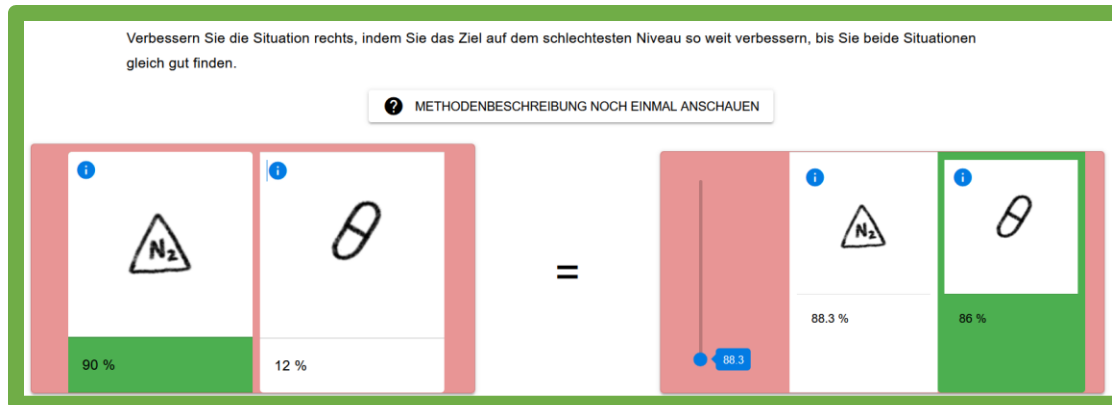 Verbessern Sie die Situation rechts, indem Sie das Ziel auf dem schlechtesten Niveau so weit verbessern, bis Sie beide Situationen
gleich gut finden.
? METHODENBESCHREIBUNG NOCH EINMAL ANSCHAUEN
i
i
N₂
90 %
12 %
=
i
i
N₂
88.3 %
86 %
88.3